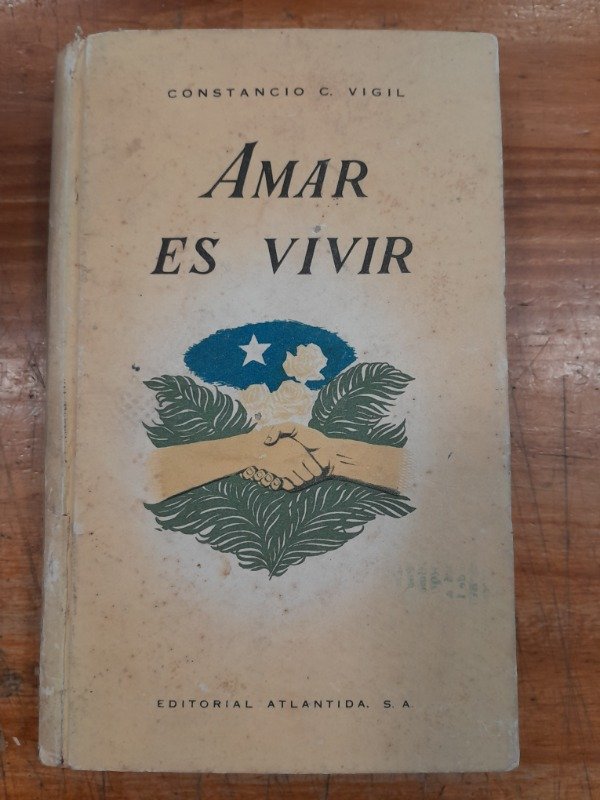 CONSTANCIO C. VIGIL
AMAR
ES VIVIR
EDITORIAL ATLANTIDA. S. A.